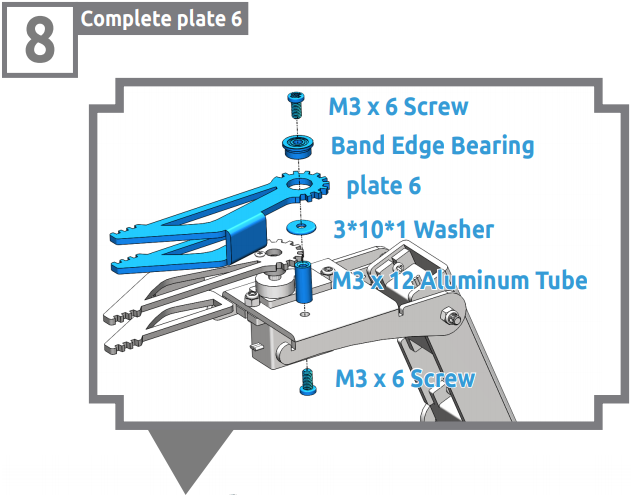 8
Complete plate 6
M3 x 6 Screw
Band Edge Bearing
plate 6
3*10*1 Washer
M3 x 12 Aluminum Tube
M3 x 6 Screw